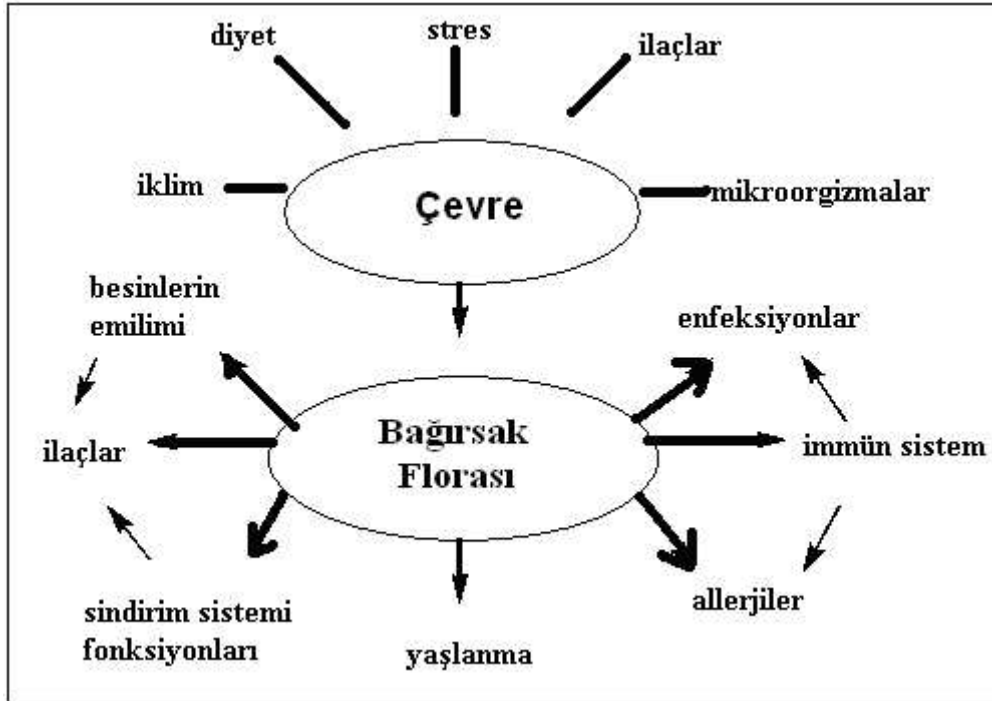 diyet
stres
ilaçlar
iklim
Çevre
mikroorgizmalar
besinlerin
emilimi
enfeksiyonlar
ilaçlar
Bağırsak
Florası
immün sistem
sindirim sistemi
fonksiyonları
yaşlanma
allerjiler